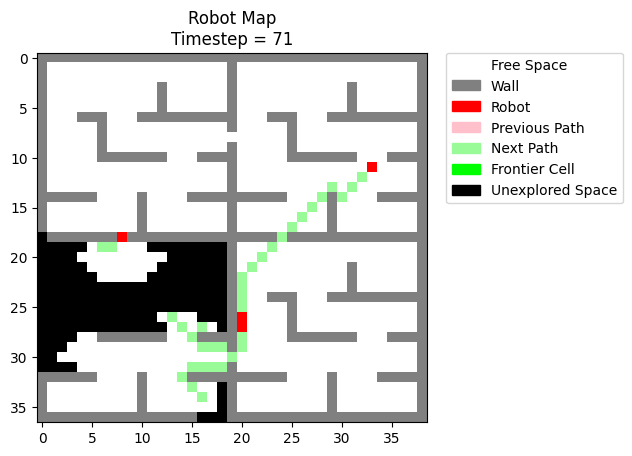 Robot Map
Timestep = 71
Free Space
Wall
Robot
Previous Path
Next Path
Frontier Cell
Unexplored Space
0
5
10
15
20
25
30
35
0 5 10 15 20 25 30 35